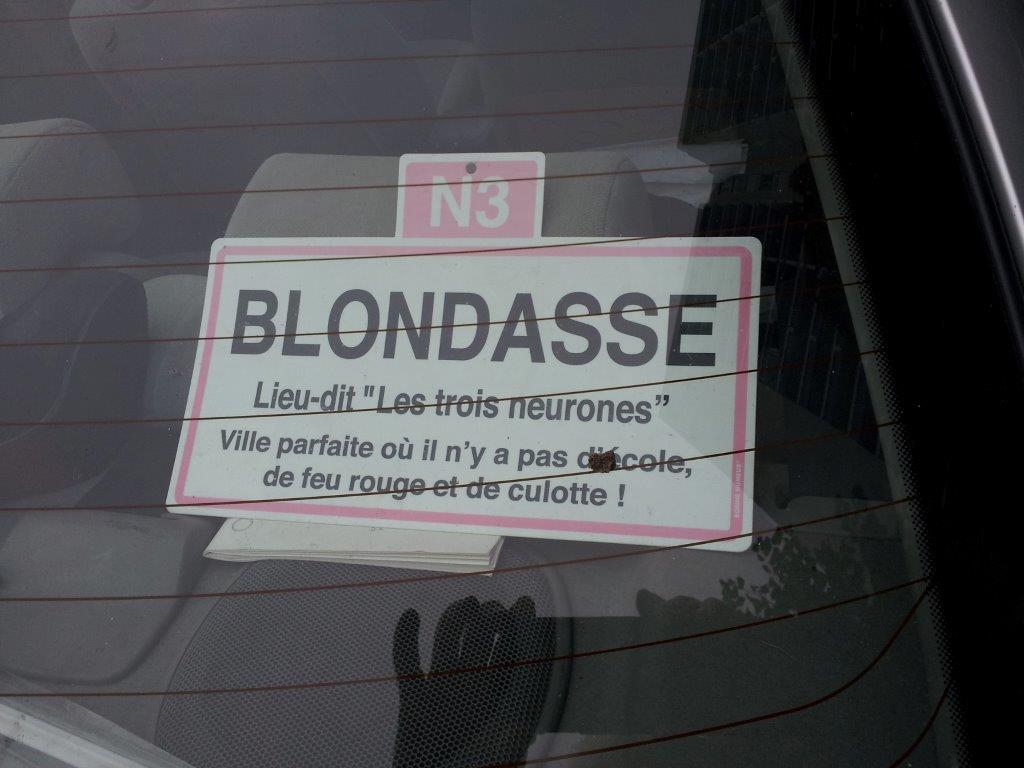 N3
BLONDASSE
Lieu-dit "Les trois neurones”
Ville parfaite où il n’y a pas d’école,
de feu rouge et de culotte !